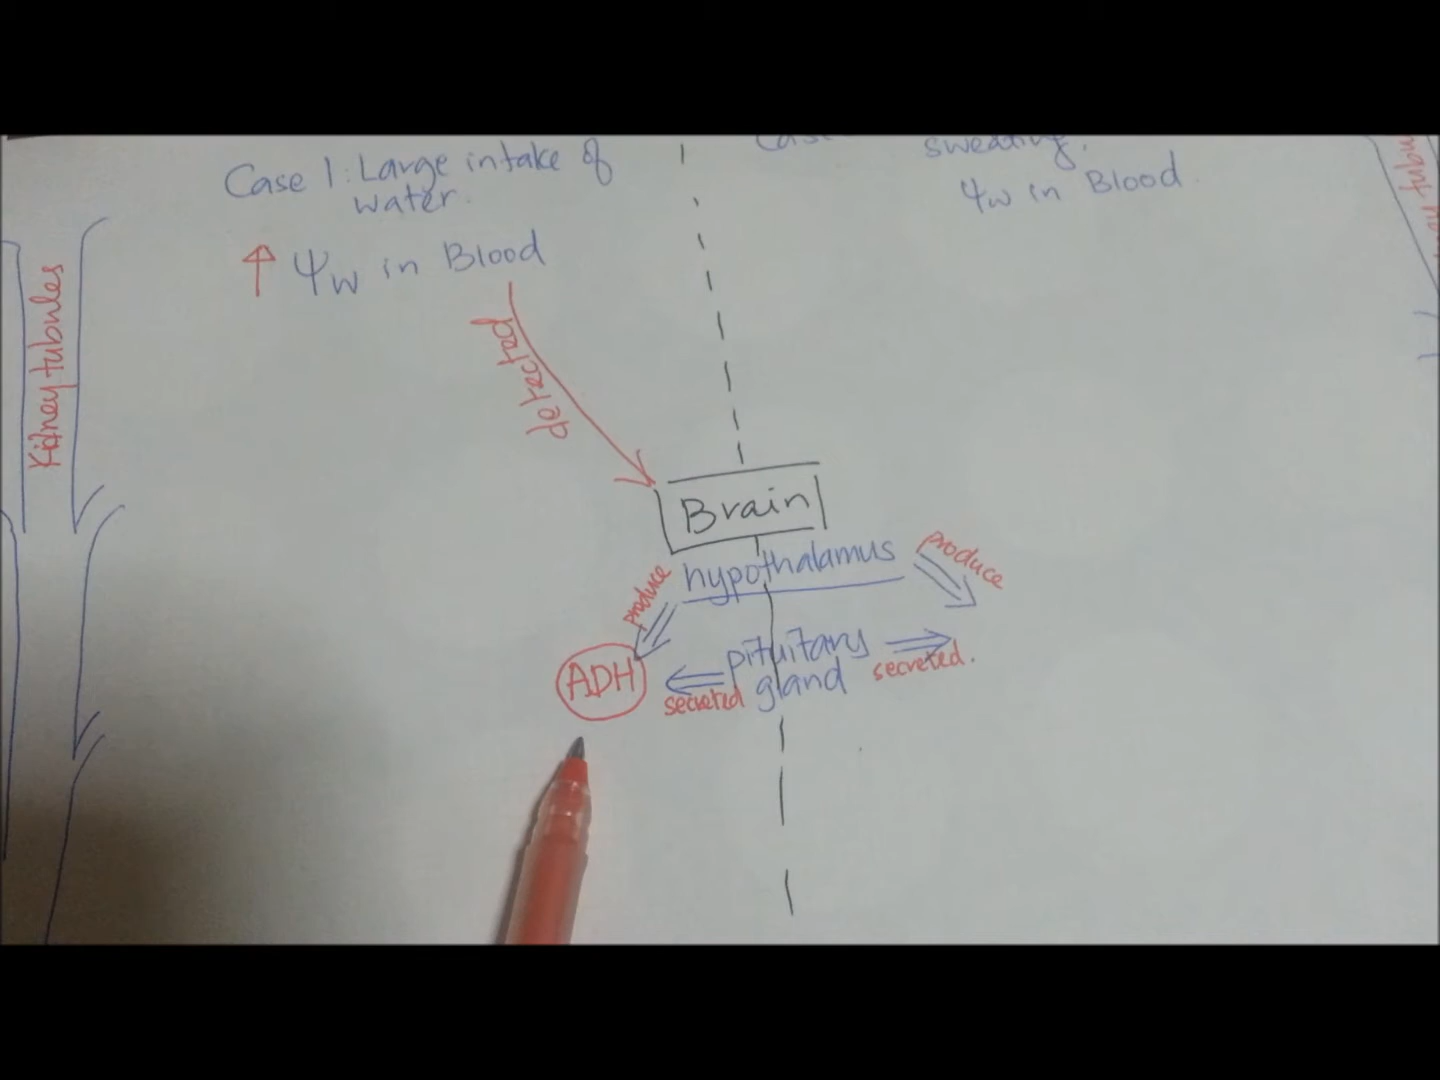 Case 1: Large intake of
water.
↑ Ψw in Blood
detected
sweating.
Ψw in Blood
Kidney tubules
Brain
hypothalamus
produce
produce
pituitary
gland
secreted
secreted.
ADH